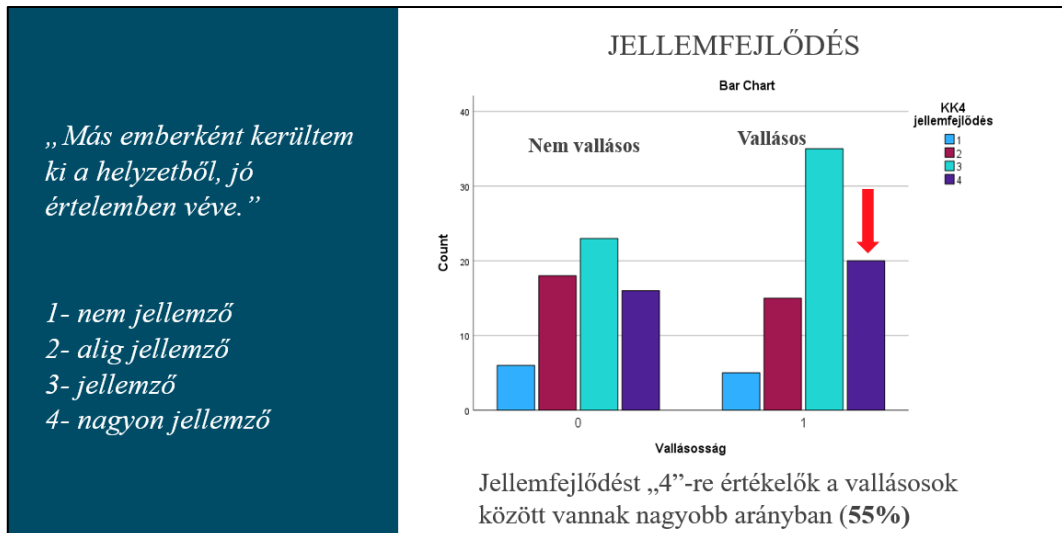 „Más emberként kerültem
ki a helyzetből, jó
értelemben véve.”
1- nem jellemző
2- alig jellemző
3- jellemző
4- nagyon jellemző
JELLEMFEJLŐDÉS
Bar Chart
KK4
jellemfejlődés
1
2
3
4
Nem vallásos
Vallásos
Count
40
30
20
10
0
0
1
Vallásosság
Jellemfejlődést „4”-re értékelők a vallásosok
között vannak nagyobb arányban (55%)